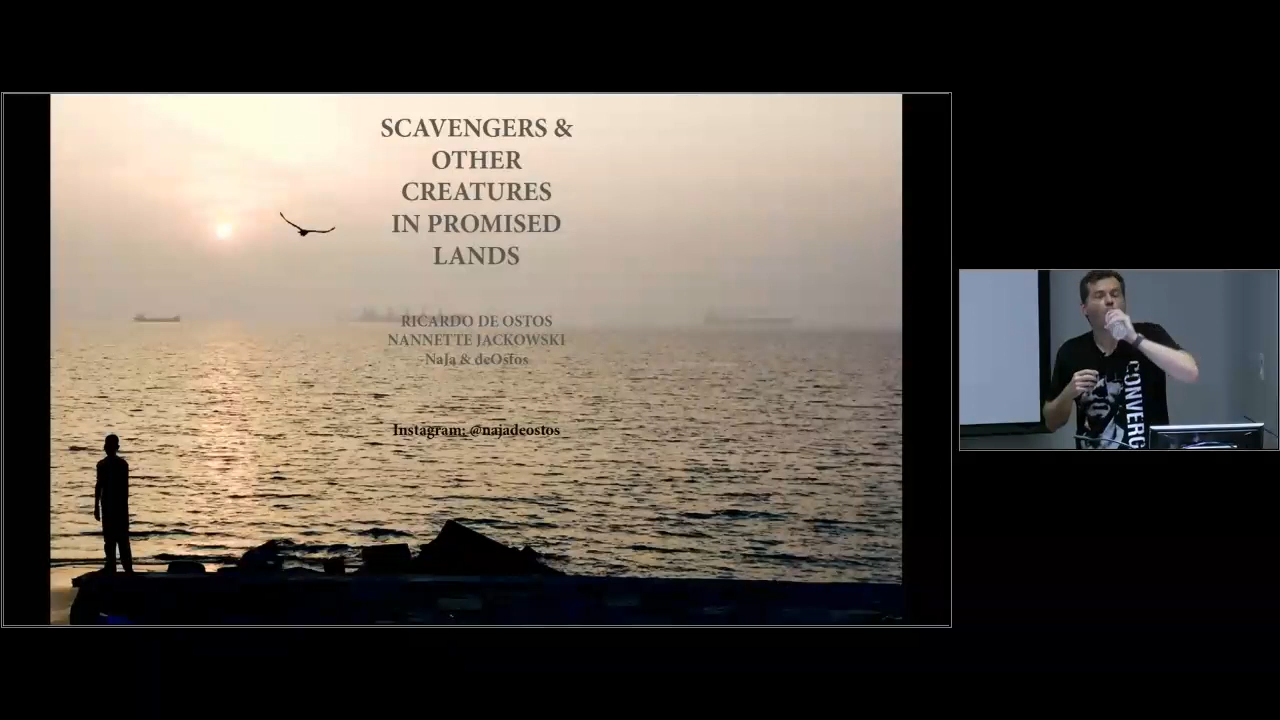 SCAVENGERS &
OTHER
CREATURES
IN PROMISED
LANDS
RICARDO DE OSTOS
NANNETTE JACKOWSKI
NaJa & deOstos
Instagram: @najadeostos
CONVERG